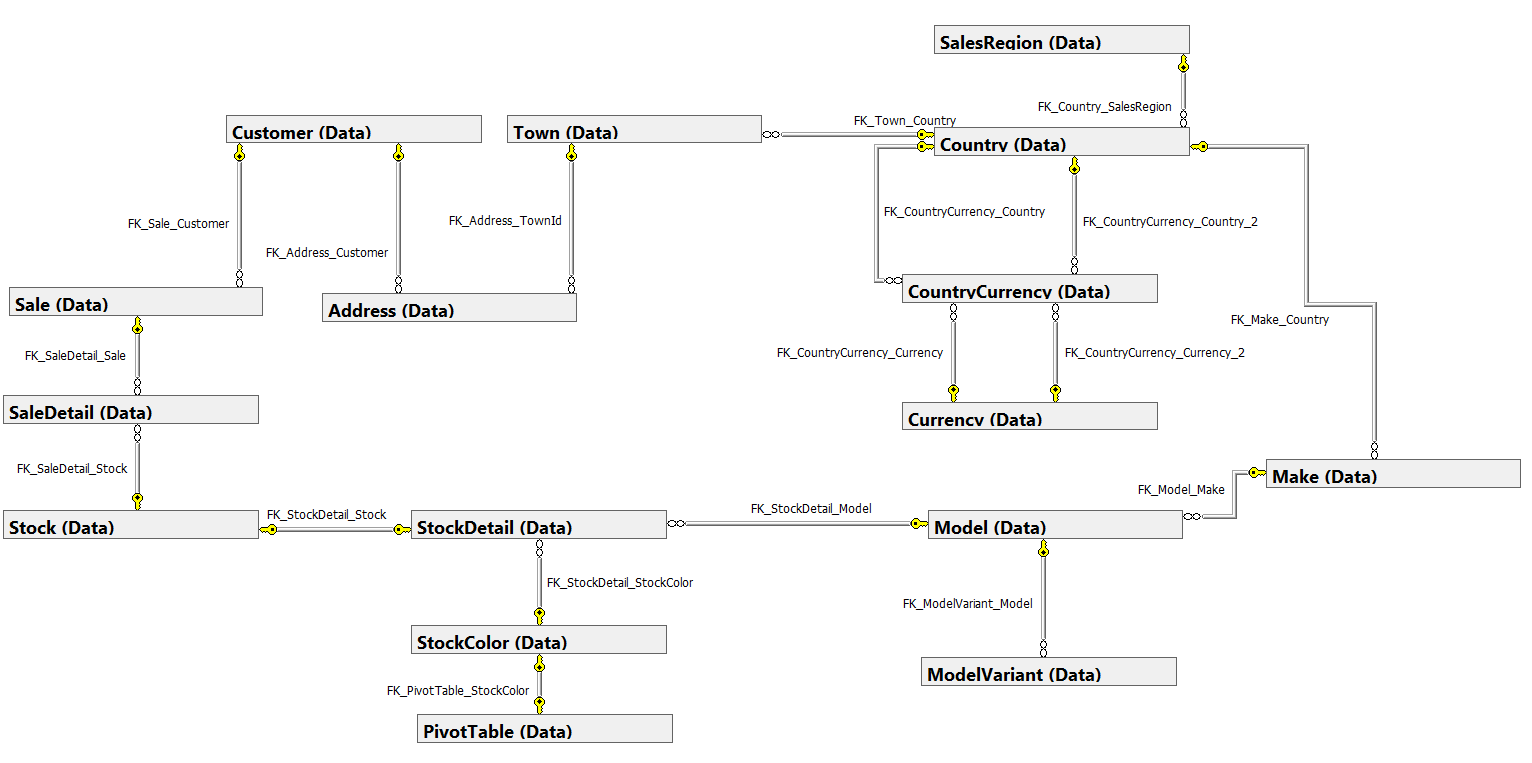 SalesRegion (Data)
FK_Country_SalesRegion
Customer (Data)
Town (Data)
FK_Town_Country
Country (Data)
FK_Sale_Customer
FK_Address_Customer
FK_Address_TownId
FK_CountryCurrency_Country
FK_CountryCurrency_Country_2
Sale (Data)
Address (Data)
CountryCurrency (Data)
FK_Make_Country
FK_SaleDetail_Sale
FK_CountryCurrency_Currency
FK_CountryCurrency_Currency_2
SaleDetail (Data)
Currency (Data)
FK_SaleDetail_Stock
Make (Data)
FK_Model_Make
Stock (Data)
FK_StockDetail_Stock
StockDetail (Data)
FK_StockDetail_Model
Model (Data)
FK_StockDetail_StockColor
FK_ModelVariant_Model
StockColor (Data)
ModelVariant (Data)
FK_PivotTable_StockColor
PivotTable (Data)